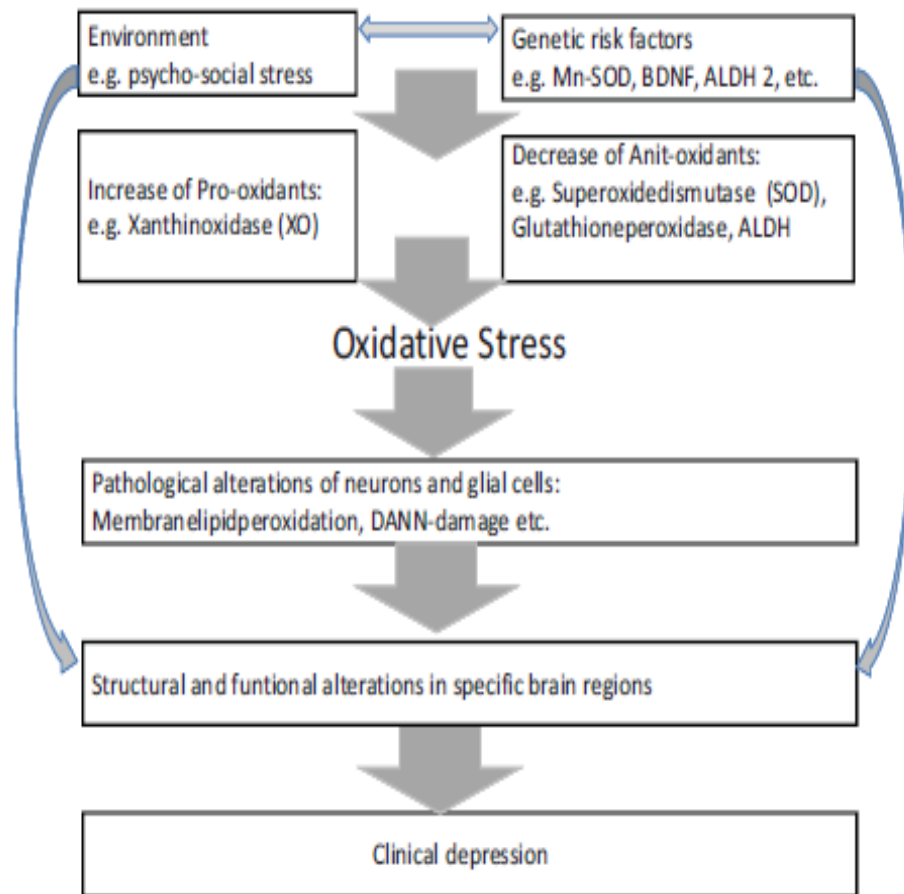 Environment
e.g. psycho-social stress
Genetic risk factors
e.g. Mn-SOD, BDNF, ALDH 2, etc.
Increase of Pro-oxidants:
e.g. Xanthinoxidase (XO)
Decrease of Anit-oxidants:
e.g. Superoxidedismutase (SOD),
Glutathioneperoxidase, ALDH
Oxidative Stress
Pathological alterations of neurons and glial cells:
Membranelipidperoxidation, DANN-damage etc.
Structural and funtional alterations in specific brain regions
Clinical depression